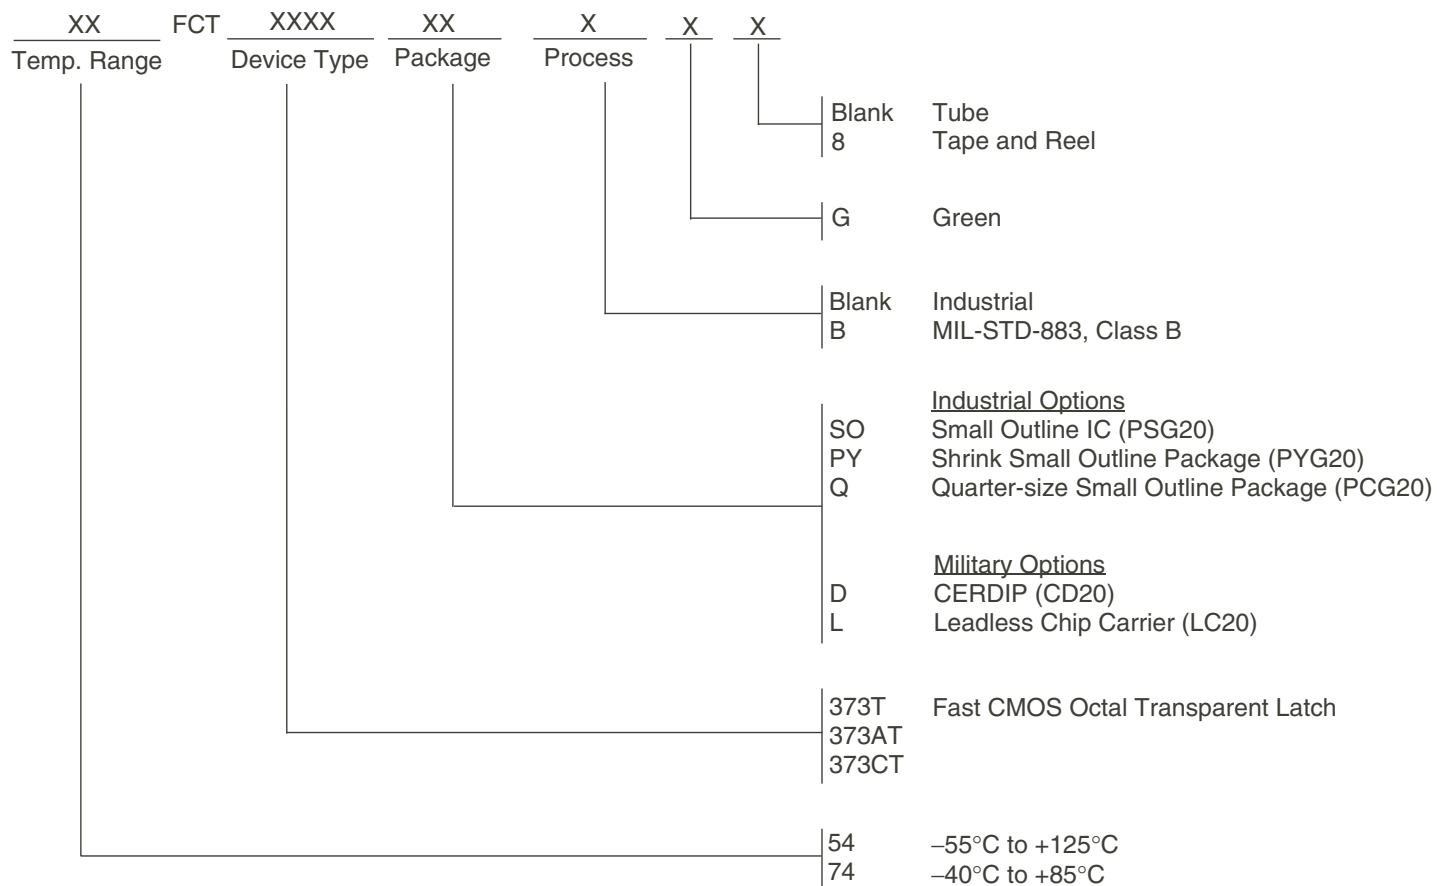 XX FCT XXXX XX X X X
Temp. Range Device Type Package Process
Blank Tube
8 Tape and Reel
G Green
Blank Industrial
B MIL-STD-883, Class B
Industrial Options
SO Small Outline IC (PSG20)
PY Shrink Small Outline Package (PYG20)
Q Quarter-size Small Outline Package (PCG20)
Military Options
D CERDIP (CD20)
L Leadless Chip Carrier (LC20)
373T Fast CMOS Octal Transparent Latch
373AT
373CT
54 –55°C to +125°C
74 –40°C to +85°C